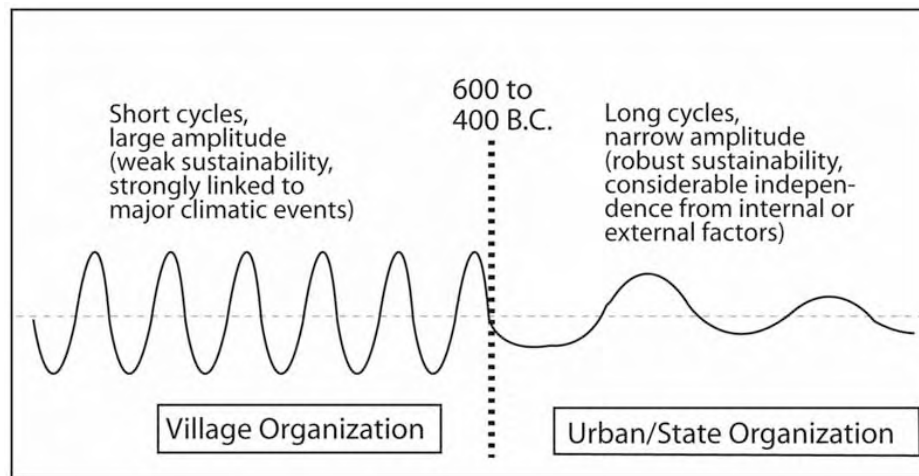 Short cycles,
large amplitude
(weak sustainability,
strongly linked to
major climatic events)
600 to
400 B.C.
Long cycles,
narrow amplitude
(robust sustainability,
considerable indepen-
dence from internal or
external factors)
Village Organization
Urban/State Organization